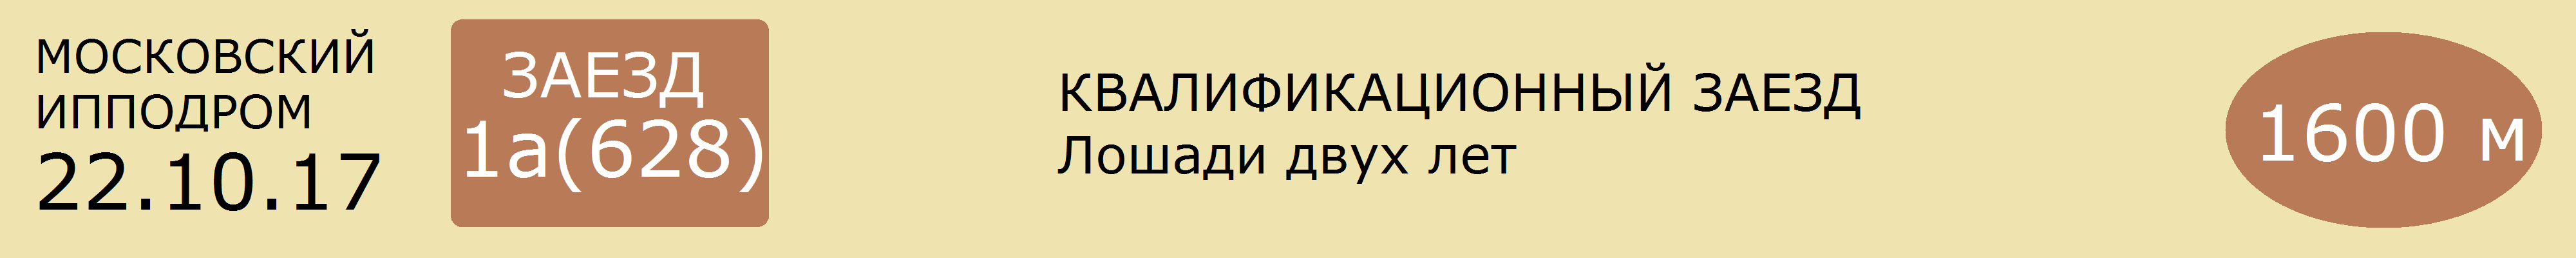 МОСКОВСКИЙ
ИППОДРОМ
22.10.17
ЗАЕЗД
1а(628)
КВАЛИФИКАЦИОННЫЙ ЗАЕЗД
Лошади двух лет
1600 м